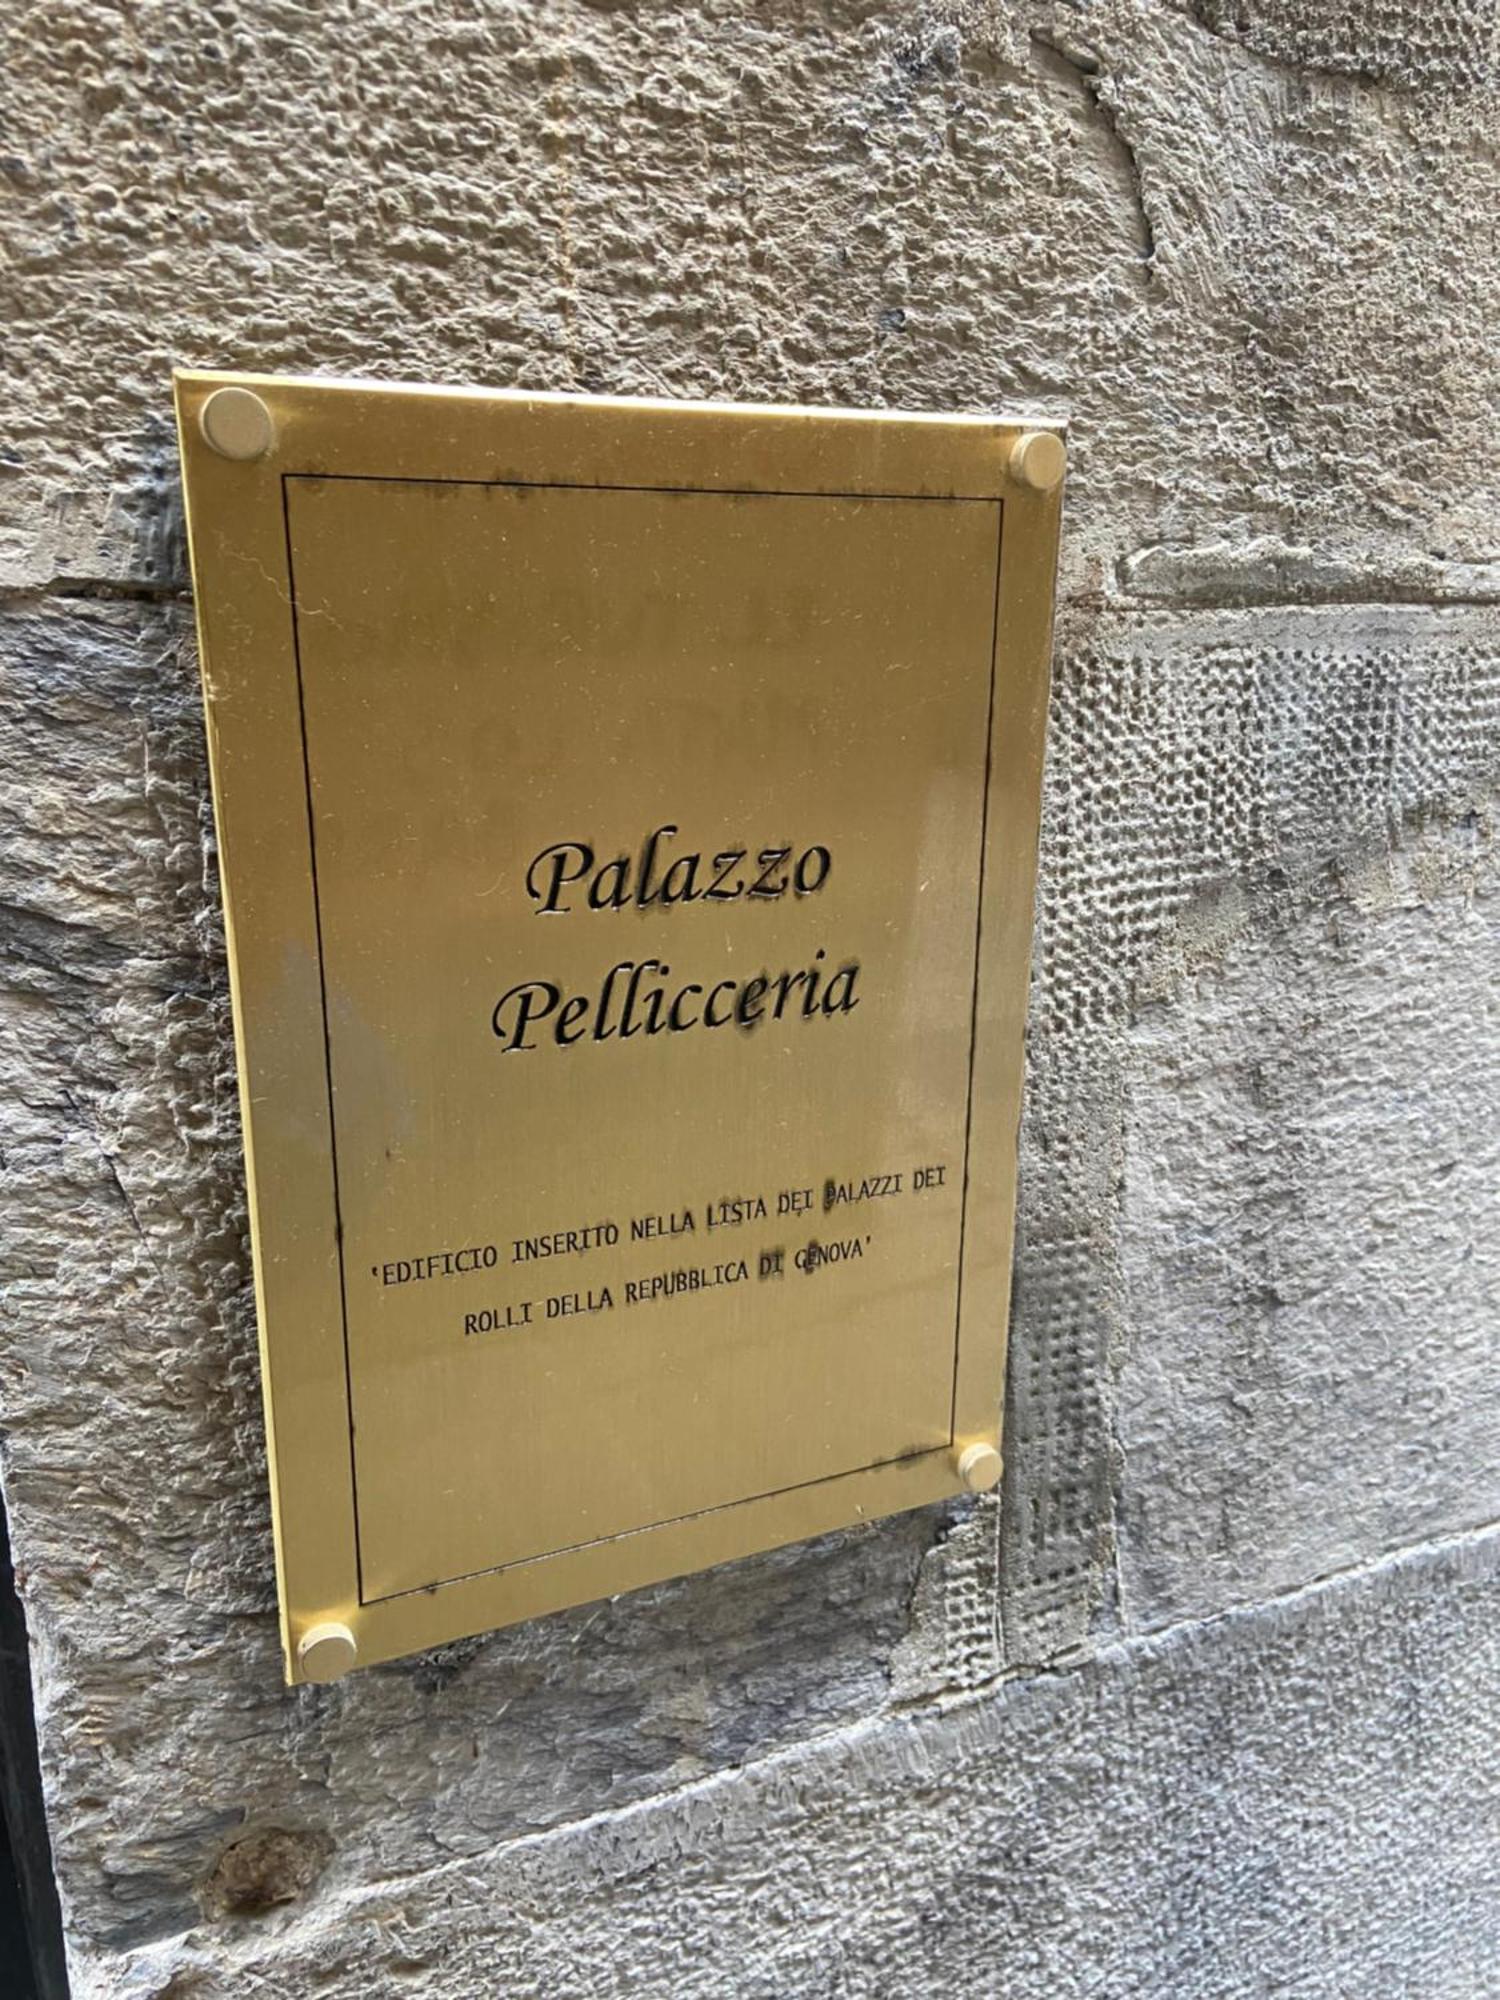 Palazzo
Pellicceria
'EDIFICIO INSERITO NELLA LISTA DEI PALAZZI DEI
ROLLI DELLA REPUBBLICA DI GENOVA'